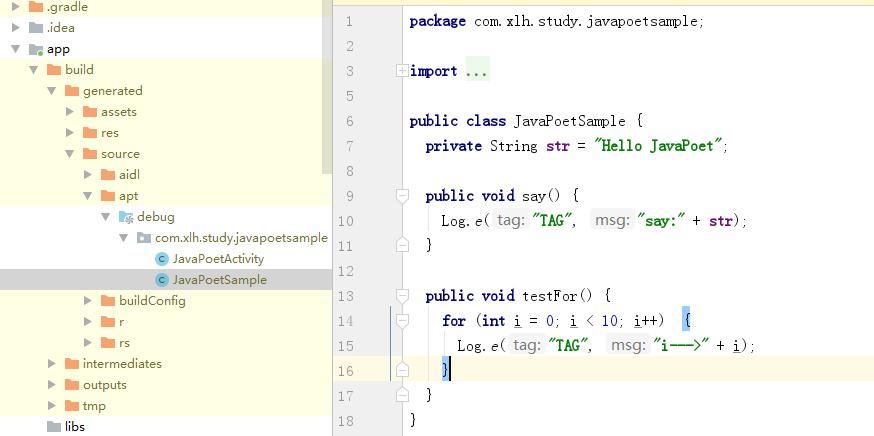 .gradle
.idea
app
build
generated
assets
res
source
aidl
apt
debug
com.xlh.study.javapoetsample
JavaPoetActivity
JavaPoetSample
buildConfig
r
rs
intermediates
outputs
tmp
libs
1 package com.xlh.study.javapoetsample;
2
3 import ...
5
6 public class JavaPoetSample {
7 private String str = "Hello JavaPoet";
8
9 public void say() {
10 Log.e( tag: "TAG", msg: "say:" + str);
11 }
12
13 public void testFor() {
14 for (int i = 0; i < 10; i++) {
15 Log.e( tag: "TAG", msg: "i--->" + i);
16 }
17 }
18 }